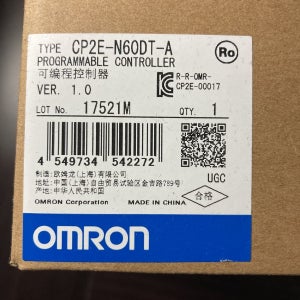 TYPE CP2E-N60DT-A
Ro
PROGRAMMABLE CONTROLLER
可编程控制器
R-R-OMR-
CP2E-00017
VER. 1.0
LOT No. 17521M
QTY. 1
4 549734 542272
制造:欧姆龙(上海)有限公司
地址:中国(上海)自由贸易试验区金吉路789号
产地:中华人民共和国
UGC
合格
OMRON Corporation
MADE IN CHINA
OMRON